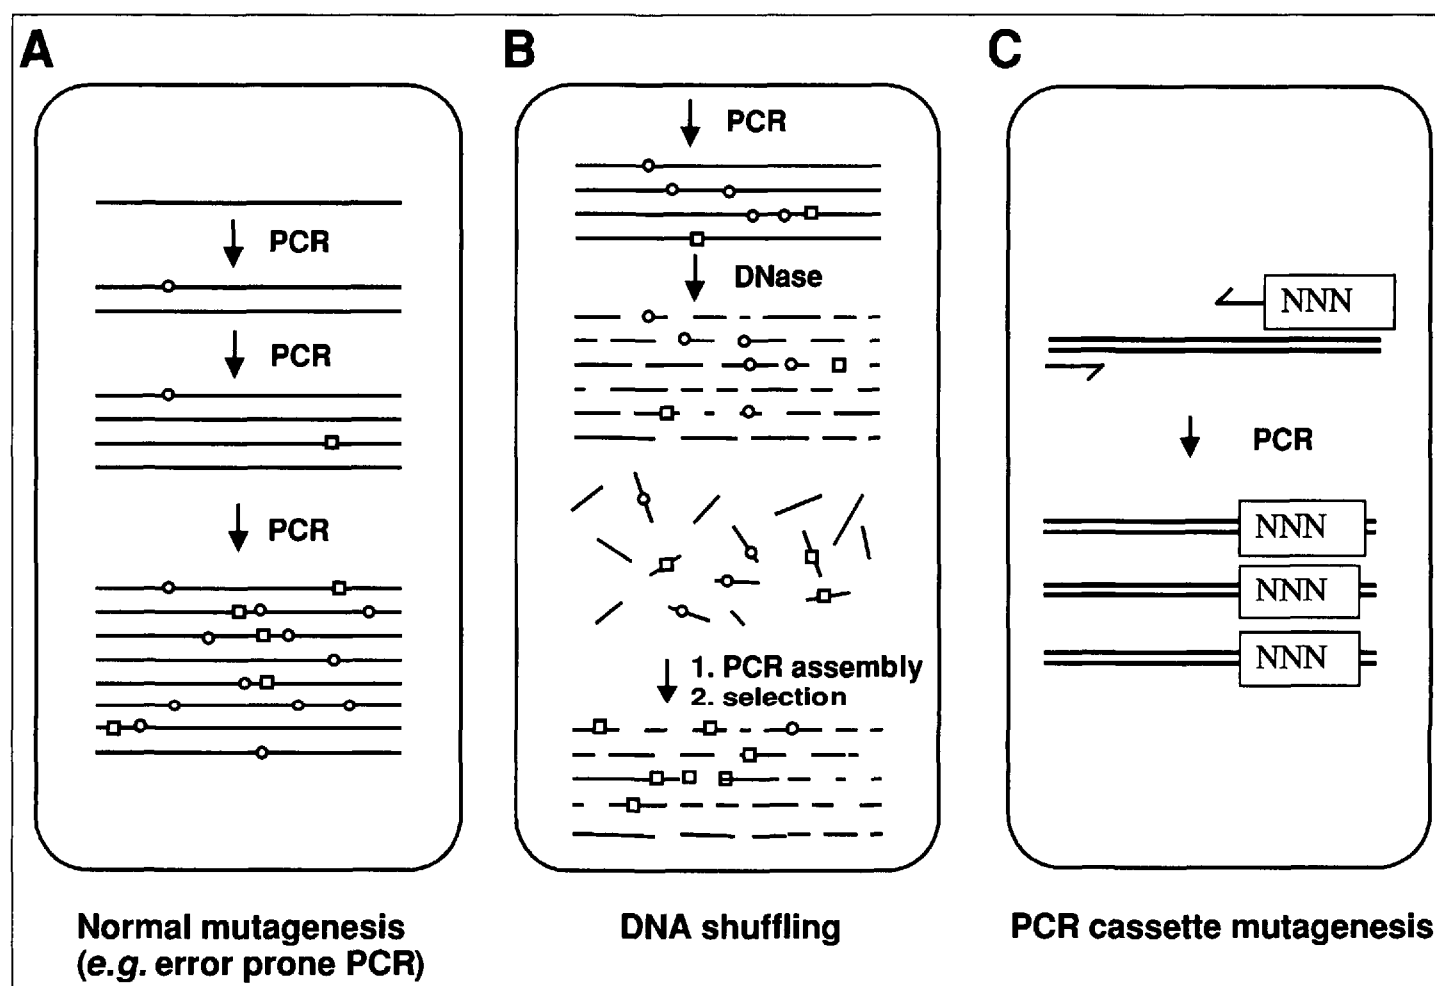 A
PCR
PCR
PCR
Normal mutagenesis
(e.g. error prone PCR)
B
PCR
DNase
1. PCR assembly
2. selection
DNA shuffling
C
NNN
PCR
NNN
NNN
NNN
PCR cassette mutagenesis